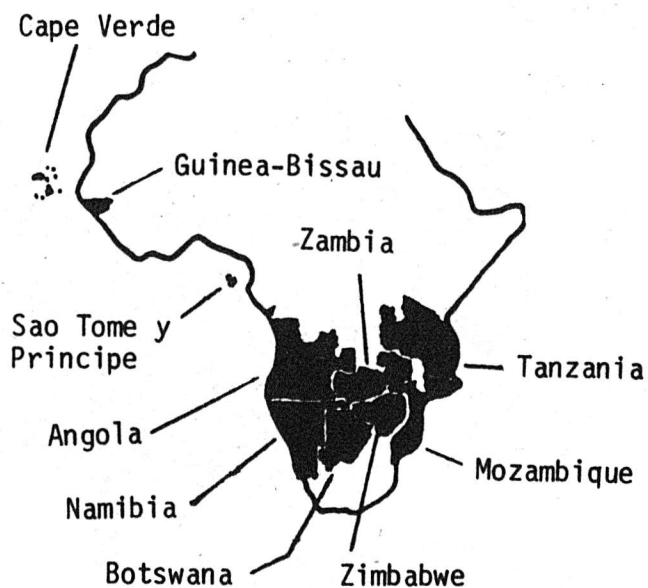 Cape Verde
Guinea-Bissau
Zambia
Sao Tome y
Principe
Tanzania
Angola
Mozambique
Namibia
Botswana
Zimbabwe